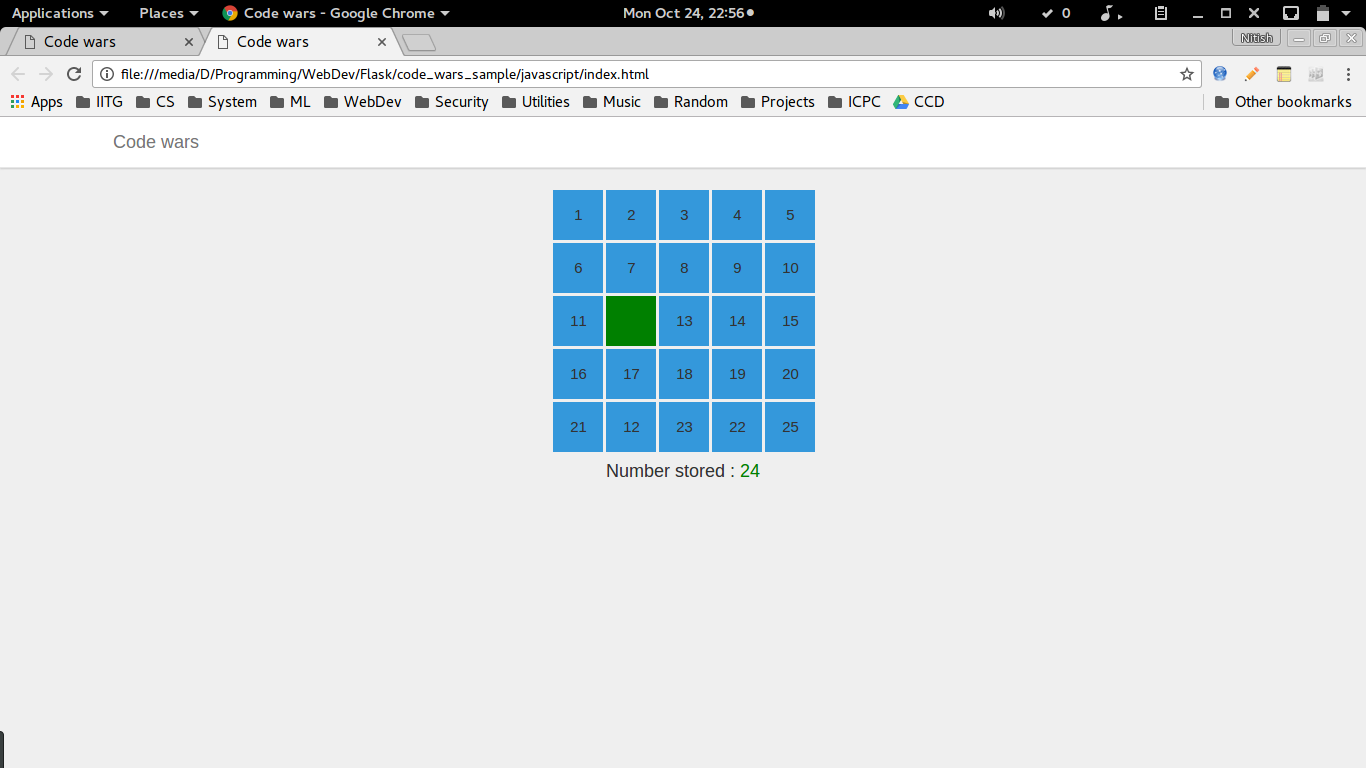 Applications Places Code wars - Google Chrome Mon Oct 24, 22:56 0
Code wars Code wars Nitish
file:///media/D/Programming/WebDev/Flask/code_wars_sample/javascript/index.html
Apps IITG CS System ML WebDev Security Utilities Music Random Projects ICPC CCD Other bookmarks
Code wars
1 2 3 4 5
6 7 8 9 10
11 13 14 15
16 17 18 19 20
21 12 23 22 25
Number stored : 24